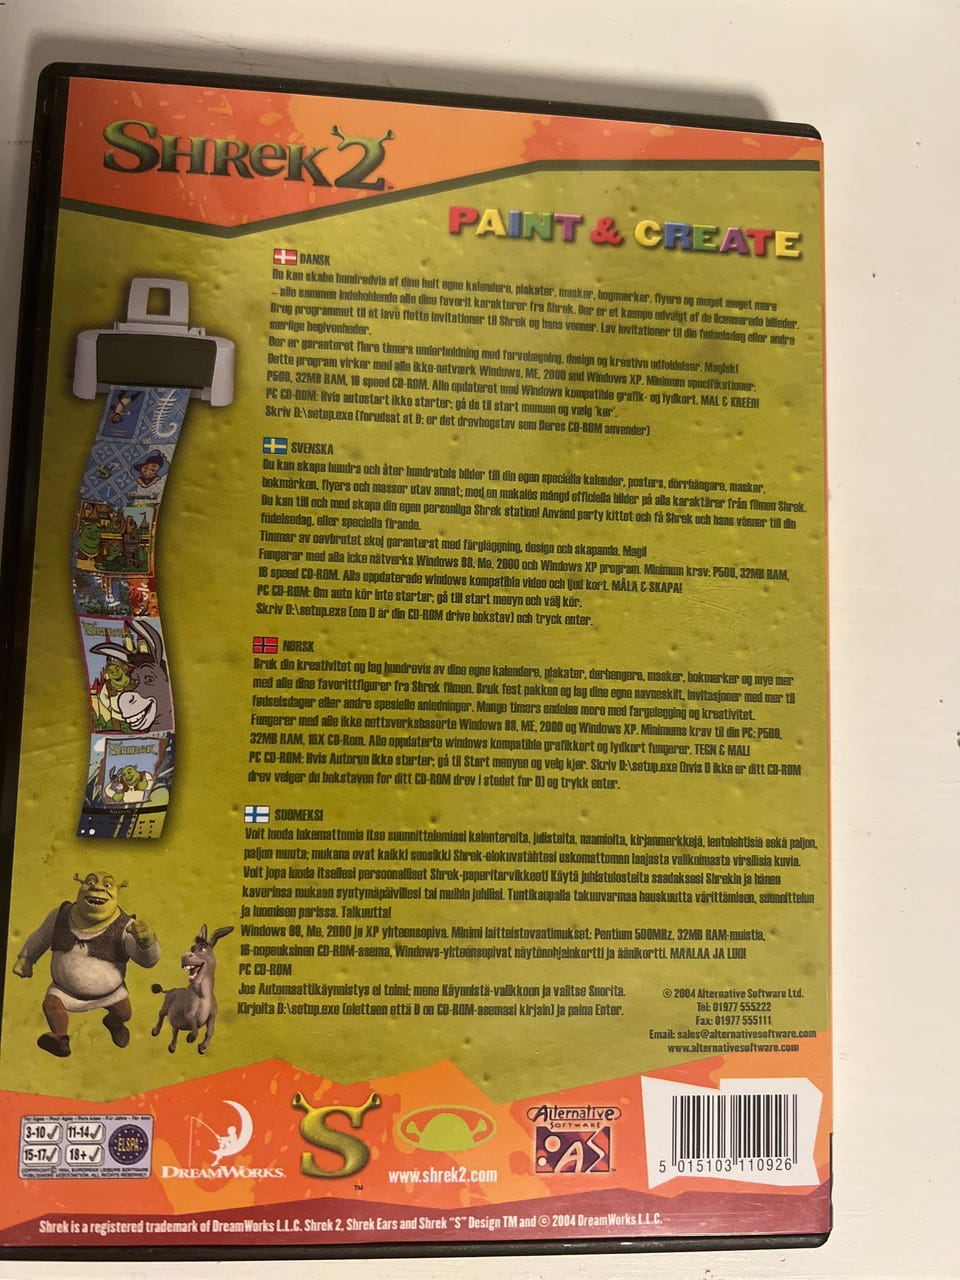 SHREK 2
PAINT & CREATE
DANSK
Du kan skabe hundredvis af dine helt egne kalendere, plakater, masker, bogmærker, flyere og meget meget mere
– alle sammen indeholdende alle dine favorit karakterer fra Shrek. Der er et kæmpe udvalg af de licenserede billeder.
Brug programmet til at lave flotte invitationer til Shrek og hans venner. Lav invitationer til din fødselsdag eller andre
særlige begivenheder.
Der er garanteret flere timers underholdning med farvelægning, design og kreative udfoldelser. Magisk!
Dette program virker med alle ikke-netværk Windows, ME, 2000 and Windows XP. Minimum specifikationer:
P500, 32MB RAM, 16 speed CD-ROM. Alle opdateret med Windows kompatible grafik- og lydkort. MAL & KREÉR!
PC CD-ROM: Hvis autostart ikke starter; gå da til start menuen og vælg 'kør'.
Skriv D:\setup.exe (forudsat at D: er det drevbogstav som Deres CD-ROM anvender)
SVENSKA
Du kan skapa hundra och åter hundratals bilder till din egen speciella kalender, posters, dörrhängare, masker,
bokmärken, flyers och massor utav annat; med en makalös mängd officiella bilder på alla karaktärer från filmen Shrek.
Du kan till och med skapa din egen personliga Shrek station! Använd party kittet och få Shrek och hans vänner till din
födelsedag, eller speciella firande.
Timmar av oavbrutet skoj garanterat med färgläggning, design och skapande. Magi!
Fungerar med alla icke nätverks Windows 98, Me, 2000 och Windows XP program. Minimum krav: P500, 32MB RAM,
16 speed CD-ROM. Alla uppdaterade windows kompatibla video och ljud kort. MÅLA & SKAPA!
PC CD-ROM: Om auto kör inte starter; gå till start menyn och välj kör.
Skriv D:\setup.exe (om D är din CD-ROM drive bokstav) och tryck enter.
NORSK
Bruk din kreativitet og lag hundrevis av dine egne kalendere, plakater, dørhengere, masker, bokmerker og mye mer
med alle dine favorittfigurer fra Shrek filmen. Bruk fest pakken og lag dine egne navneskilt, invitasjoner med mer til
fødselsdager eller andre spesielle anledninger. Mange timers endeløs moro med fargelegging og kreativitet.
Fungerer med alle ikke nettsverksbaserte Windows 98, ME, 2000 og Windows XP. Minimums krav til din PC: P500,
32MB RAM, 16X CD-Rom. Alle oppdaterte windows kompatible grafikkort og lydkort fungerer. TEGN & MAL!
PC CD-ROM: Hvis Autorun ikke starter; gå til Start menyen og velg kjør. Skriv D:\setup.exe (hvis D ikke er ditt CD-ROM
drev velger du bokstaven for ditt CD-ROM drev i stedet for D) og trykk enter.
SUOMEKSI
Voit luoda lukemattomia itse suunnittelemiasi kalentereita, julisteita, naamioita, kirjanmerkkejä, lentolehtisiä sekä paljon,
paljon muuta; mukana ovat kaikki suosikki Shrek-elokuvatähtesi uskomattoman laajasta valikoimasta virallisia kuvia.
Voit jopa luoda itsellesi persoonalliset Shrek-paperitarvikkeet! Käytä juhlatulosteita saadaksesi Shrekin ja hänen
kaverinsa mukaan syntymäpäivillesi tai muihin juhliisi. Tuntikaupalla takuuvarmaa hauskuutta värittämisen, suunnittelun
ja luomisen parissa. Taikuutta!
Windows 98, Me, 2000 ja XP yhteensopiva. Minimi laitteistovaatimukset: Pentium 500MHz, 32MB RAM-muistia,
16-nopeuksinen CD-ROM-asema, Windows-yhteensopivat näytönohjainkortti ja äänikortti. MAALAA JA LUO!
PC CD-ROM
Jos AutomaattiKäynnistys ei toimi; mene Käynnistä-valikkoon ja valitse Suorita.
Kirjoita D:\setup.exe (olettaen että D on CD-ROM-asemasi kirjain) ja paina Enter.
© 2004 Alternative Software Ltd.
Tel: 01977 555222
Fax: 01977 555111
Email: sales@alternativesoftware.com
www.alternativesoftware.com
3-10 11-14
15-17 18+
ELSPA
DREAMWORKS
S
TM
www.shrek2.com
Alternative
SOFTWARE
AS
5 015103 110926
Shrek is a registered trademark of DreamWorks L.L.C. Shrek 2, Shrek Ears and Shrek "S" Design TM and © 2004 DreamWorks L.L.C.